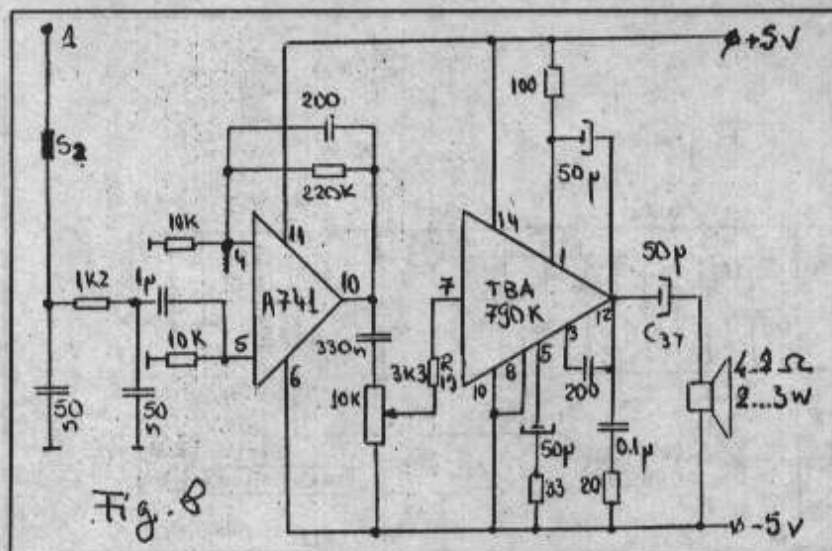 1
+5V
S2
200
100
220K
50µ
10K
4
11
14
1
1K2
1µ
A741
10
7
TBA
790K
50µ
12
C37
10K
5
6
330n
3K3
10K
10
8
5
3
200
4...8 Ω
2...3W
50
n
50
n
50µ
0.1µ
33
20
Fig. 8
-5V